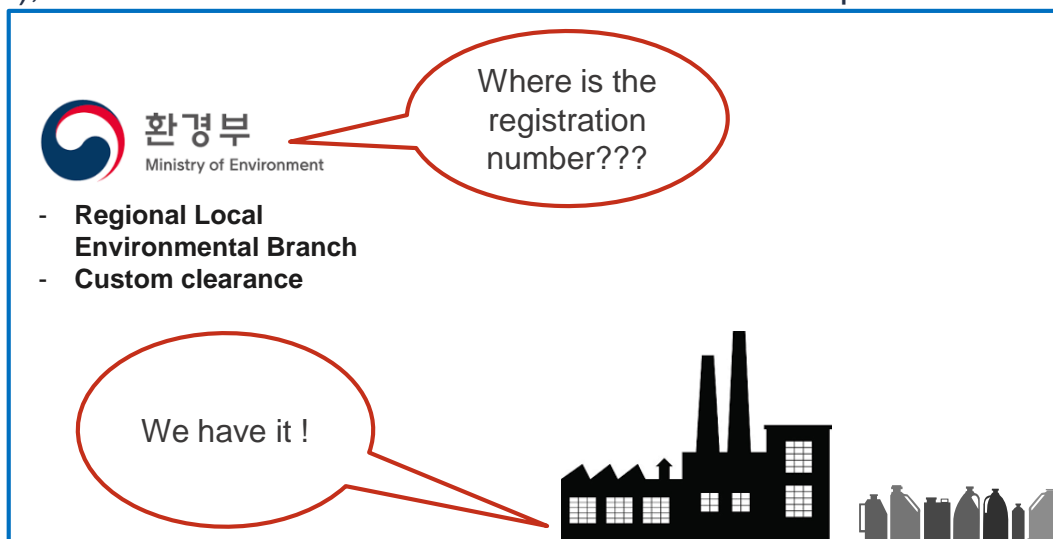 Where is the
registration
number???
환경부
Ministry of Environment
- Regional Local
Environmental Branch
- Custom clearance
We have it !